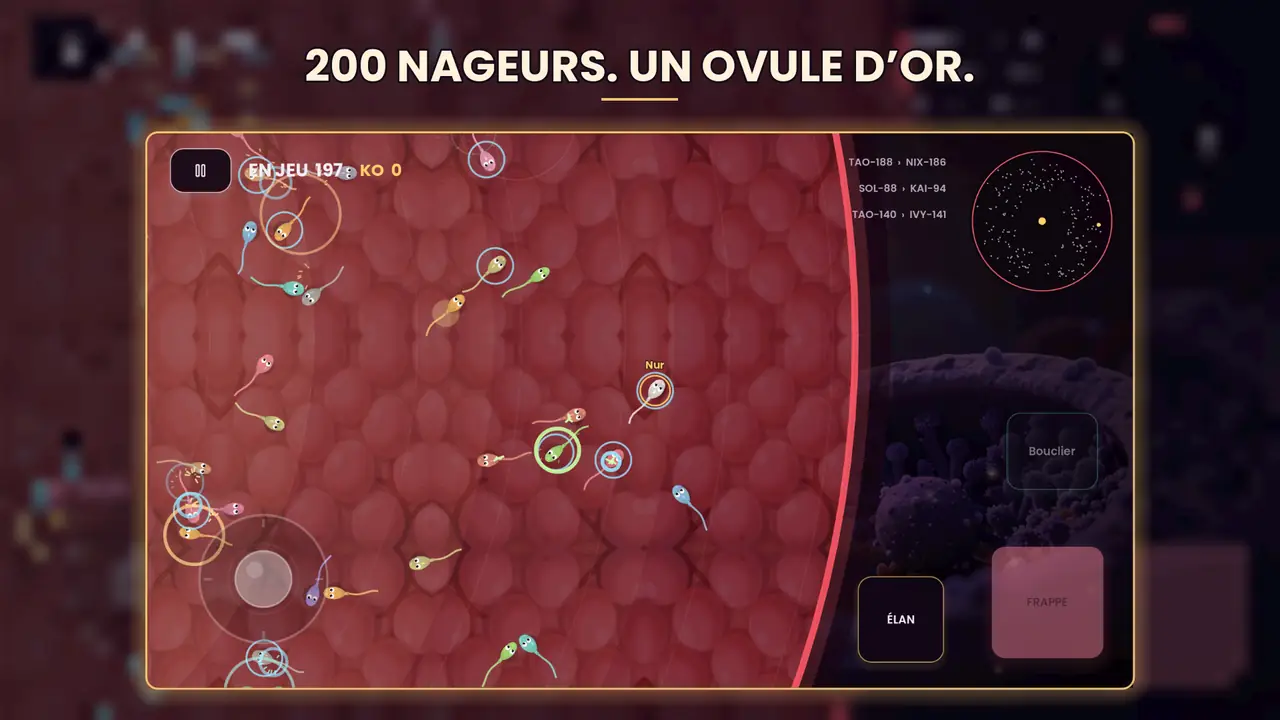 200 NAGEURS. UN OVULE D’OR.
EN JEU 197 KO 0
TAO-188 › NIX-186
SOL-88 › KAI-94
TAO-140 › IVY-141
Nur
Bouclier
ÉLAN
FRAPPE